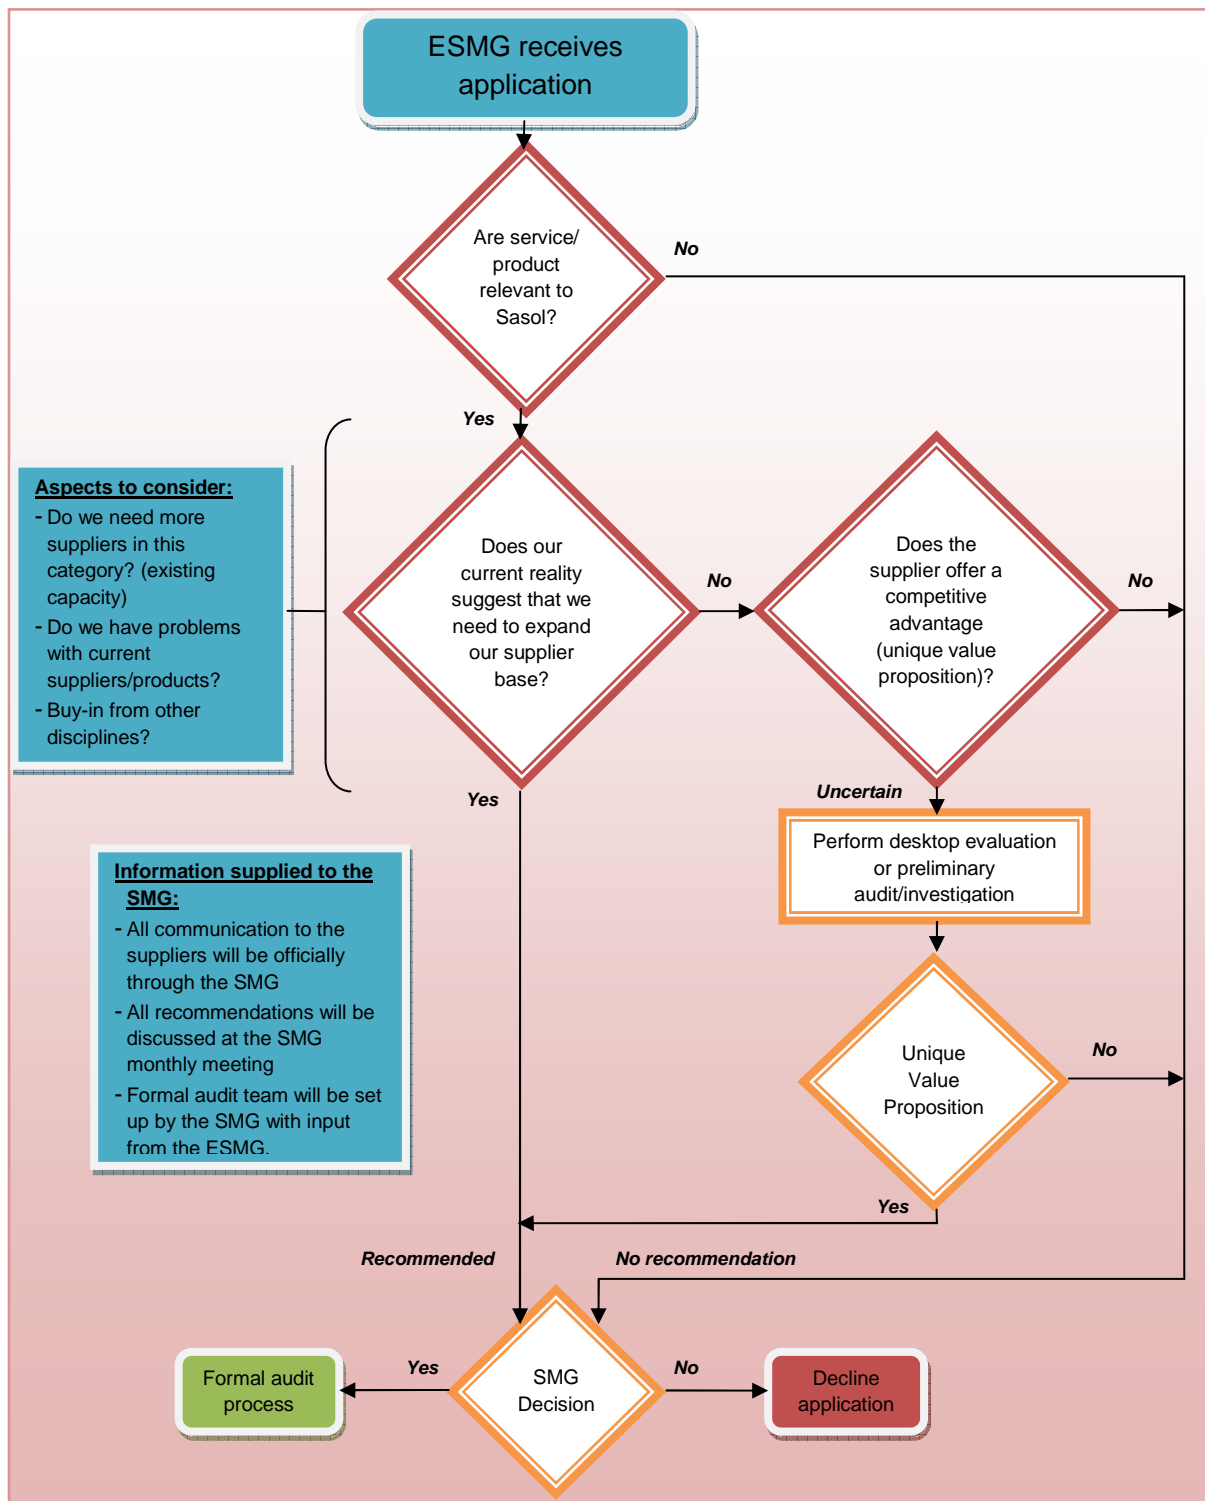 ESMG receives
application
Are service/
product
relevant to
Sasol?
No
Yes
Aspects to consider:
- Do we need more
suppliers in this
category? (existing
capacity)
- Do we have problems
with current
suppliers/products?
- Buy-in from other
disciplines?
Does our
current reality
suggest that we
need to expand
our supplier
base?
No
Does the
supplier offer a
competitive
advantage
(unique value
proposition)?
No
Yes
Uncertain
Perform desktop evaluation
or preliminary
audit/investigation
Information supplied to the
SMG:
- All communication to the
suppliers will be officially
through the SMG
- All recommendations will be
discussed at the SMG
monthly meeting
- Formal audit team will be set
up by the SMG with input
from the ESMG.
Unique
Value
Proposition
No
Yes
Recommended
No recommendation
SMG
Decision
Yes
No
Formal audit
process
Decline
application